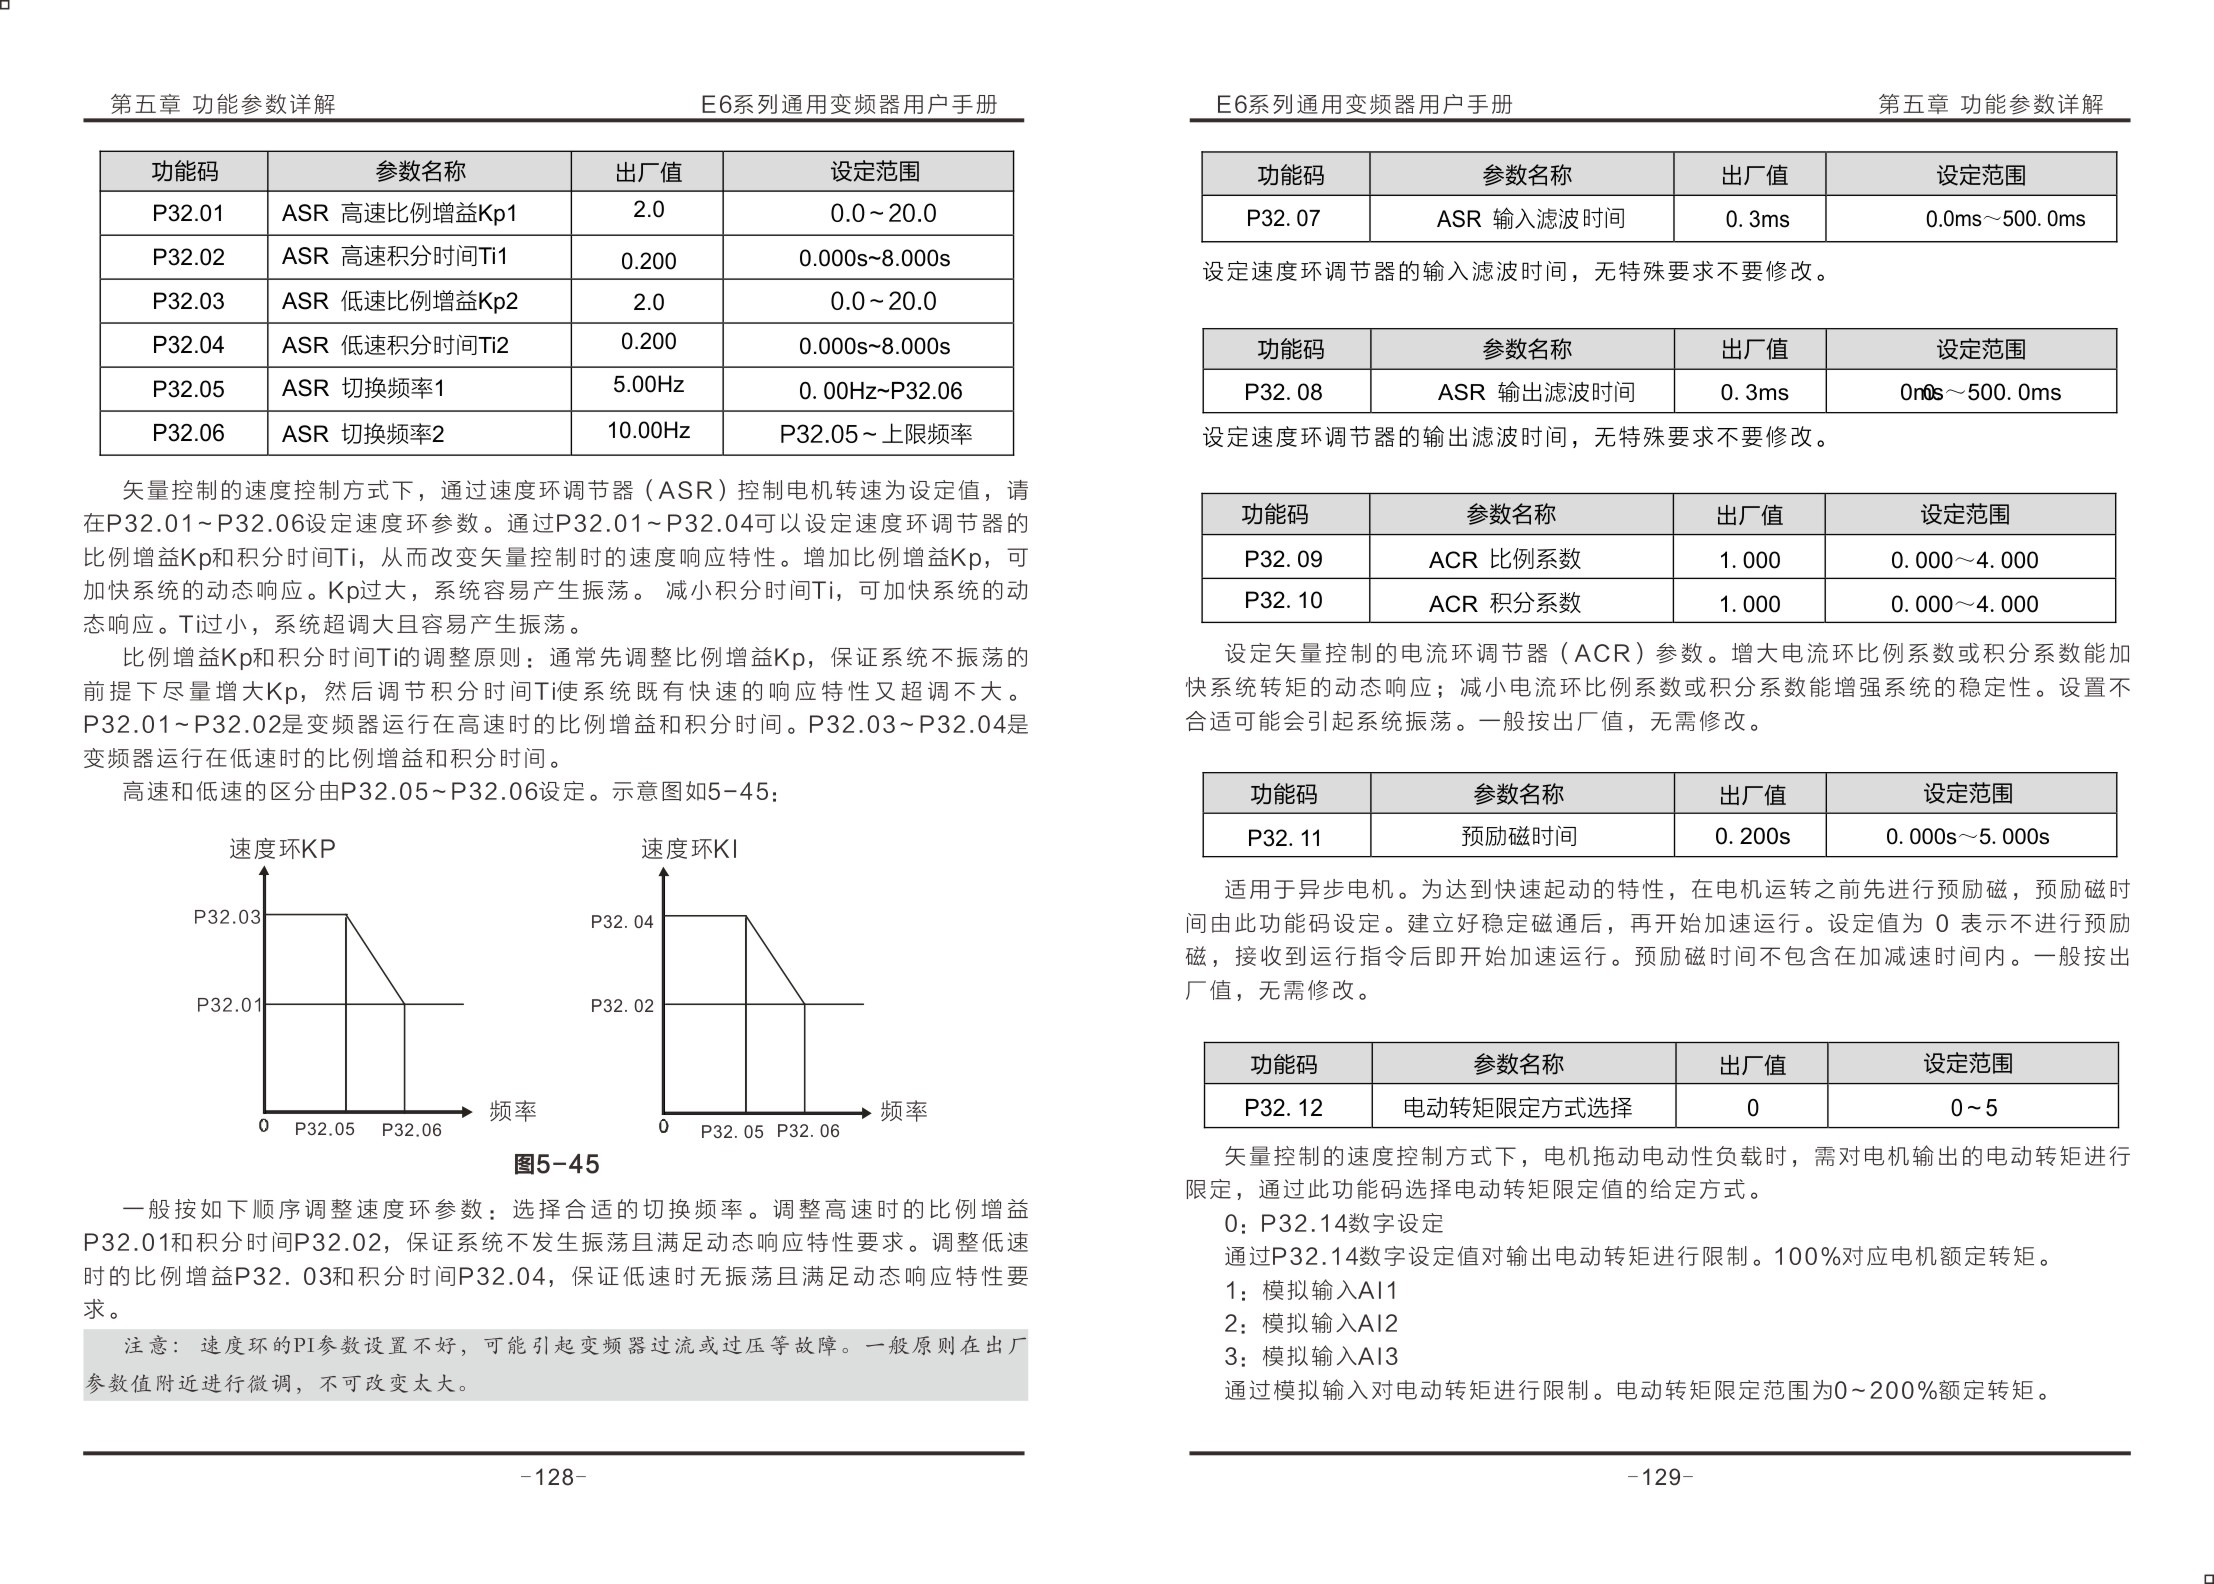 第五章 功能参数详解 E6系列通用变频器用户手册
功能码 参数名称 出厂值 设定范围
P32.01 ASR 高速比例增益Kp1 2.0 0.0~20.0
P32.02 ASR 高速积分时间Ti1 0.200 0.000s~8.000s
P32.03 ASR 低速比例增益Kp2 2.0 0.0~20.0
P32.04 ASR 低速积分时间Ti2 0.200 0.000s~8.000s
P32.05 ASR 切换频率1 5.00Hz 0. 00Hz~P32.06
P32.06 ASR 切换频率2 10.00Hz P32.05~上限频率
矢量控制的速度控制方式下，通过速度环调节器（ASR）控制电机转速为设定值，请
在P32.01~P32.06设定速度环参数。通过P32.01~P32.04可以设定速度环调节器的
比例增益Kp和积分时间Ti，从而改变矢量控制时的速度响应特性。增加比例增益Kp，可
加快系统的动态响应。Kp过大，系统容易产生振荡。 减小积分时间Ti，可加快系统的动
态响应。Ti过小，系统超调大且容易产生振荡。
比例增益Kp和积分时间Ti的调整原则：通常先调整比例增益Kp，保证系统不振荡的
前提下尽量增大Kp，然后调节积分时间Ti使系统既有快速的响应特性又超调不大。
P32.01~P32.02是变频器运行在高速时的比例增益和积分时间。P32.03~P32.04是
变频器运行在低速时的比例增益和积分时间。
高速和低速的区分由P32.05~P32.06设定。示意图如5-45：
速度环KP 速度环KI
P32.03 P32. 04
P32.01 P32. 02
频率 频率
0 P32.05 P32.06 0 P32. 05 P32. 06
图5-45
一般按如下顺序调整速度环参数：选择合适的切换频率。调整高速时的比例增益
P32.01和积分时间P32.02，保证系统不发生振荡且满足动态响应特性要求。调整低速
时的比例增益P32. 03和积分时间P32.04，保证低速时无振荡且满足动态响应特性要
求。
注意： 速度环的PI参数设置不好，可能引起变频器过流或过压等故障。一般原则在出厂
参数值附近进行微调，不可改变太大。
-128-
E6系列通用变频器用户手册 第五章 功能参数详解
功能码 参数名称 出厂值 设定范围
P32. 07 ASR 输入滤波时间 0. 3ms 0.0ms~500. 0ms
设定速度环调节器的输入滤波时间，无特殊要求不要修改。
功能码 参数名称 出厂值 设定范围
P32. 08 ASR 输出滤波时间 0. 3ms ~500. 0ms
设定速度环调节器的输出滤波时间，无特殊要求不要修改。
功能码 参数名称 出厂值 设定范围
P32. 09 ACR 比例系数 1. 000 0. 000~4. 000
P32. 10 ACR 积分系数 1. 000 0. 000~4. 000
设定矢量控制的电流环调节器（ACR）参数。增大电流环比例系数或积分系数能加
快系统转矩的动态响应；减小电流环比例系数或积分系数能增强系统的稳定性。设置不
合适可能会引起系统振荡。一般按出厂值，无需修改。
功能码 参数名称 出厂值 设定范围
P32. 11 预励磁时间 0. 200s 0. 000s~5. 000s
适用于异步电机。为达到快速起动的特性，在电机运转之前先进行预励磁，预励磁时
间由此功能码设定。建立好稳定磁通后，再开始加速运行。设定值为 0 表示不进行预励
磁，接收到运行指令后即开始加速运行。预励磁时间不包含在加减速时间内。一般按出
厂值，无需修改。
功能码 参数名称 出厂值 设定范围
P32. 12 电动转矩限定方式选择 0 0~5
矢量控制的速度控制方式下，电机拖动电动性负载时，需对电机输出的电动转矩进行
限定，通过此功能码选择电动转矩限定值的给定方式。
0：P32.14数字设定
通过P32.14数字设定值对输出电动转矩进行限制。100%对应电机额定转矩。
1：模拟输入AI1
2：模拟输入AI2
3：模拟输入AI3
通过模拟输入对电动转矩进行限制。电动转矩限定范围为0~200%额定转矩。
-129-